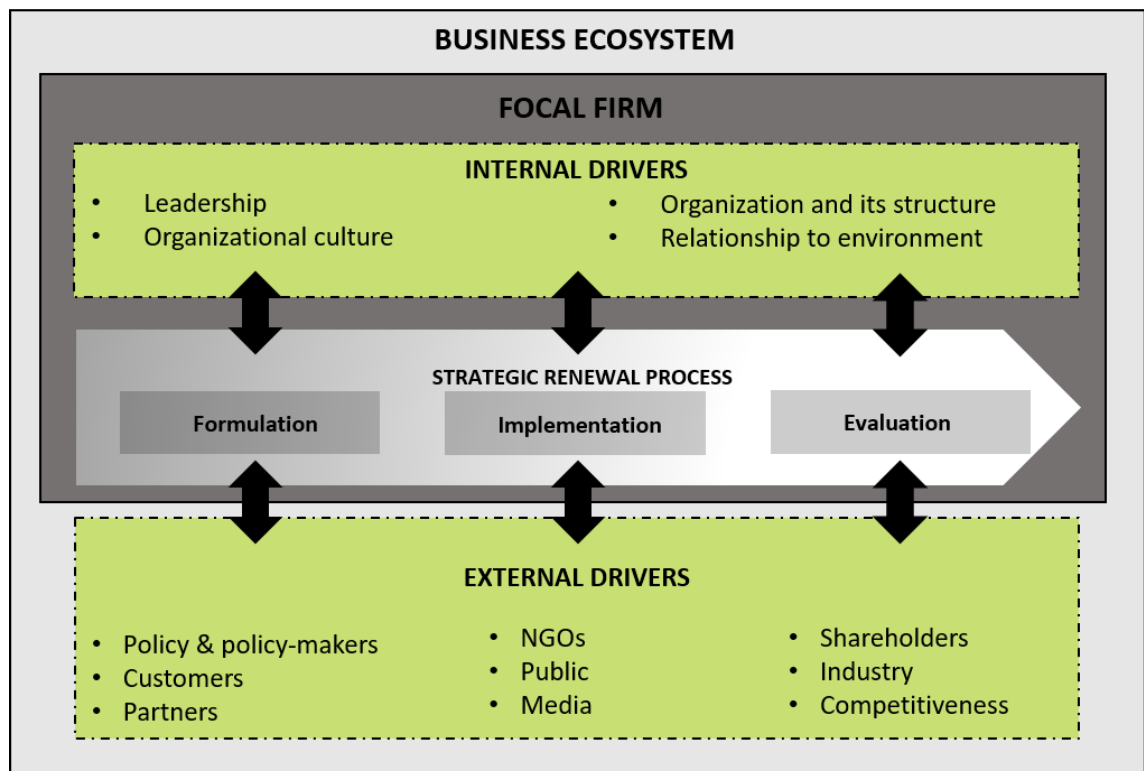 BUSINESS ECOSYSTEM
FOCAL FIRM
INTERNAL DRIVERS
• Leadership
• Organizational culture
• Organization and its structure
• Relationship to environment
STRATEGIC RENEWAL PROCESS
Formulation
Implementation
Evaluation
EXTERNAL DRIVERS
• Policy & policy-makers
• Customers
• Partners
• NGOs
• Public
• Media
• Shareholders
• Industry
• Competitiveness